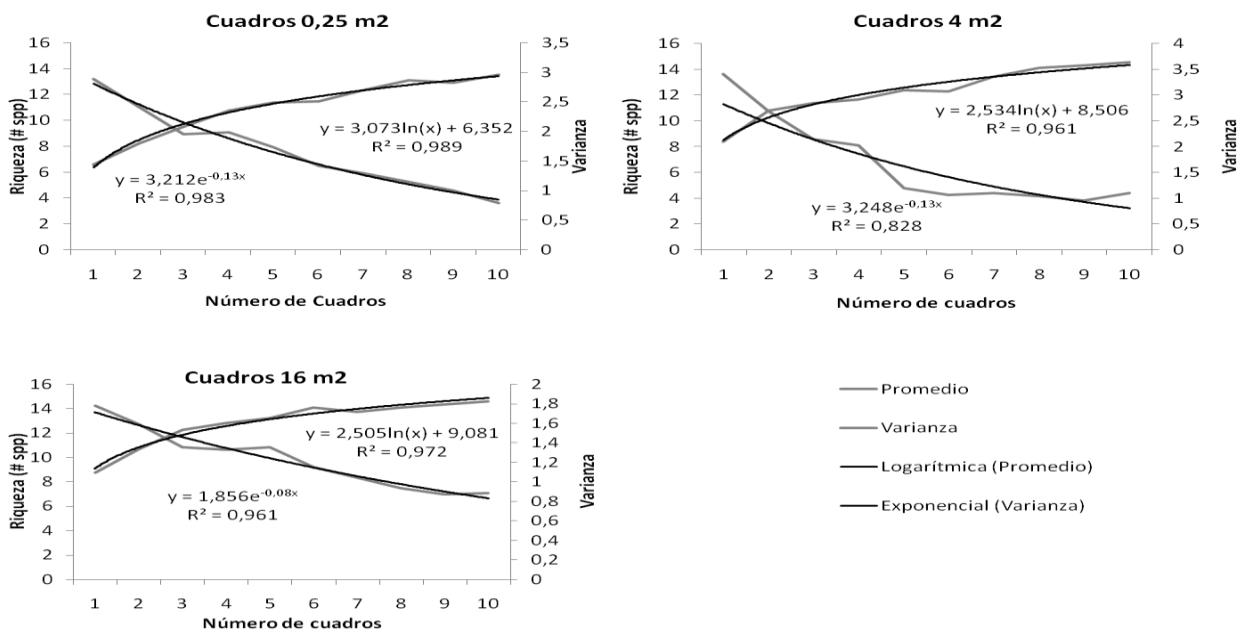 Cuadros 0,25 m2
Riqueza (# spp)
16
14
12
10
8
6
4
2
0
3,5
3
2,5
2
1,5
1
0,5
0
Varianza
y = 3,073ln(x) + 6,352
R² = 0,989
y = 3,212e^-0,13x
R² = 0,983
1 2 3 4 5 6 7 8 9 10
Número de Cuadros
Cuadros 4 m2
Riqueza (# spp)
16
14
12
10
8
6
4
2
0
4
3,5
3
2,5
2
1,5
1
0,5
0
Varianza
y = 2,534ln(x) + 8,506
R² = 0,961
y = 3,248e^-0,13x
R² = 0,828
1 2 3 4 5 6 7 8 9 10
Número de cuadros
Cuadros 16 m2
Riqueza (# spp)
16
14
12
10
8
6
4
2
0
2
1,8
1,6
1,4
1,2
1
0,8
0,6
0,4
0,2
0
Varianza
y = 2,505ln(x) + 9,081
R² = 0,972
y = 1,856e^-0,08x
R² = 0,961
1 2 3 4 5 6 7 8 9 10
Número de cuadros
Promedio
Varianza
Logarítmica (Promedio)
Exponencial (Varianza)